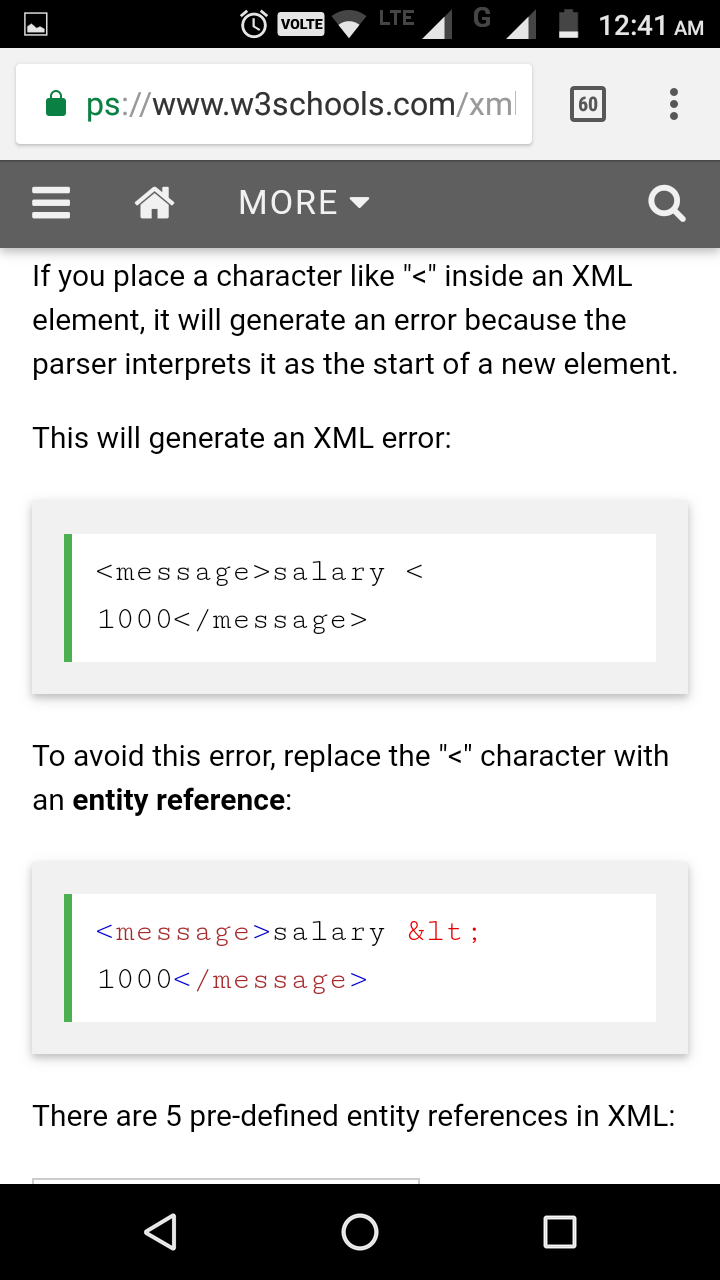 VOLTE LTE G 12:41 AM
ps://www.w3schools.com/xm 60
MORE
If you place a character like "<" inside an XML
element, it will generate an error because the
parser interprets it as the start of a new element.
This will generate an XML error:
<message>salary <
1000</message>
To avoid this error, replace the "<" character with
an entity reference:
<message>salary &lt;
1000</message>
There are 5 pre-defined entity references in XML: